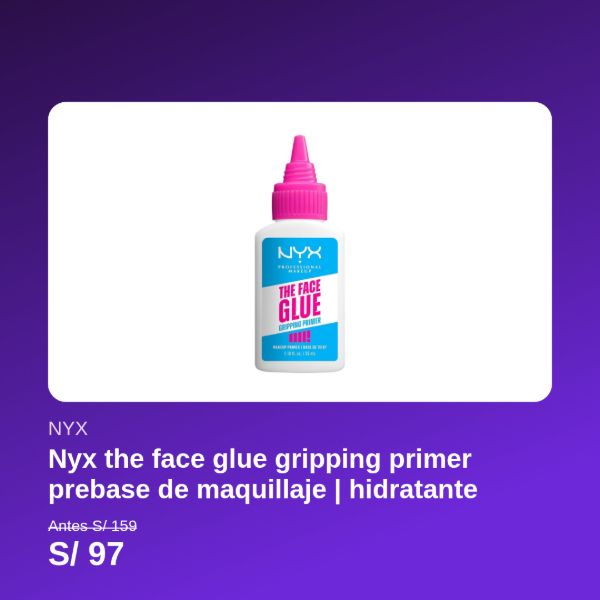 NYX
PROFESSIONAL
MAKEUP
THE FACE
GLUE
GRIPPING PRIMER
NYX
Nyx the face glue gripping primer
prebase de maquillaje | hidratante
Antes S/ 159
S/ 97